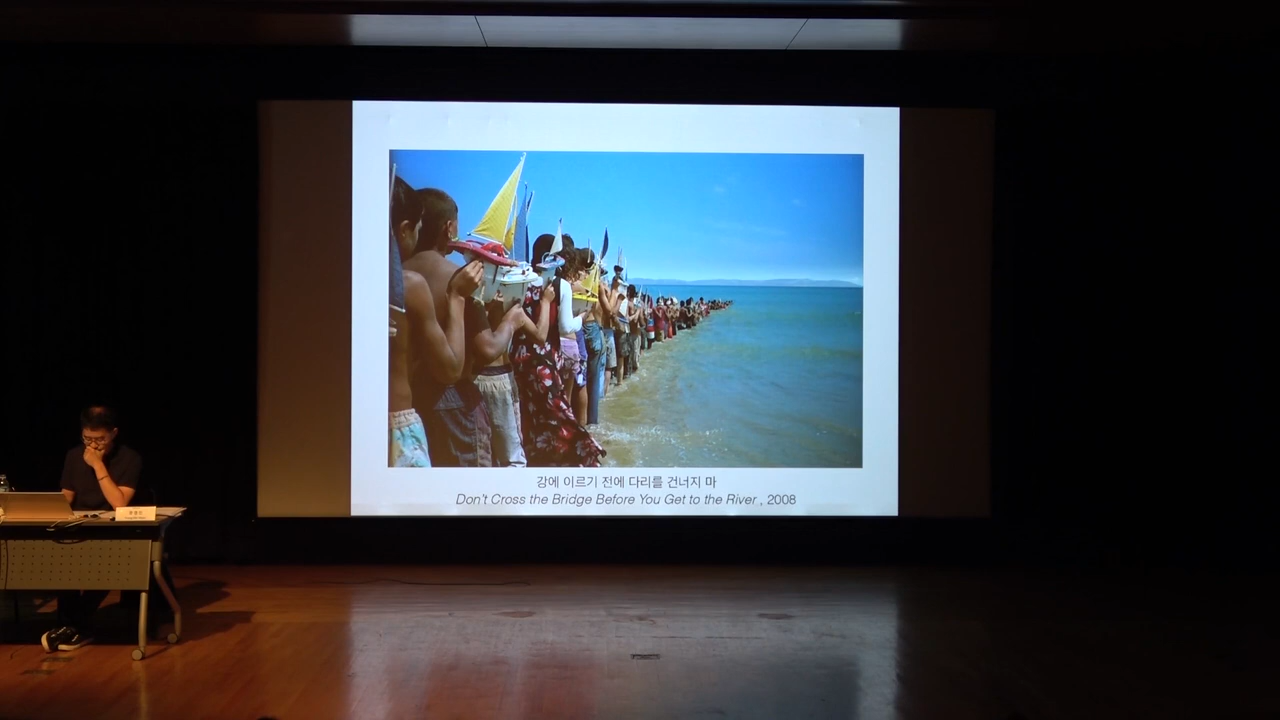 강에 이르기 전에 다리를 건너지 마
Don't Cross the Bridge Before You Get to the River , 2008